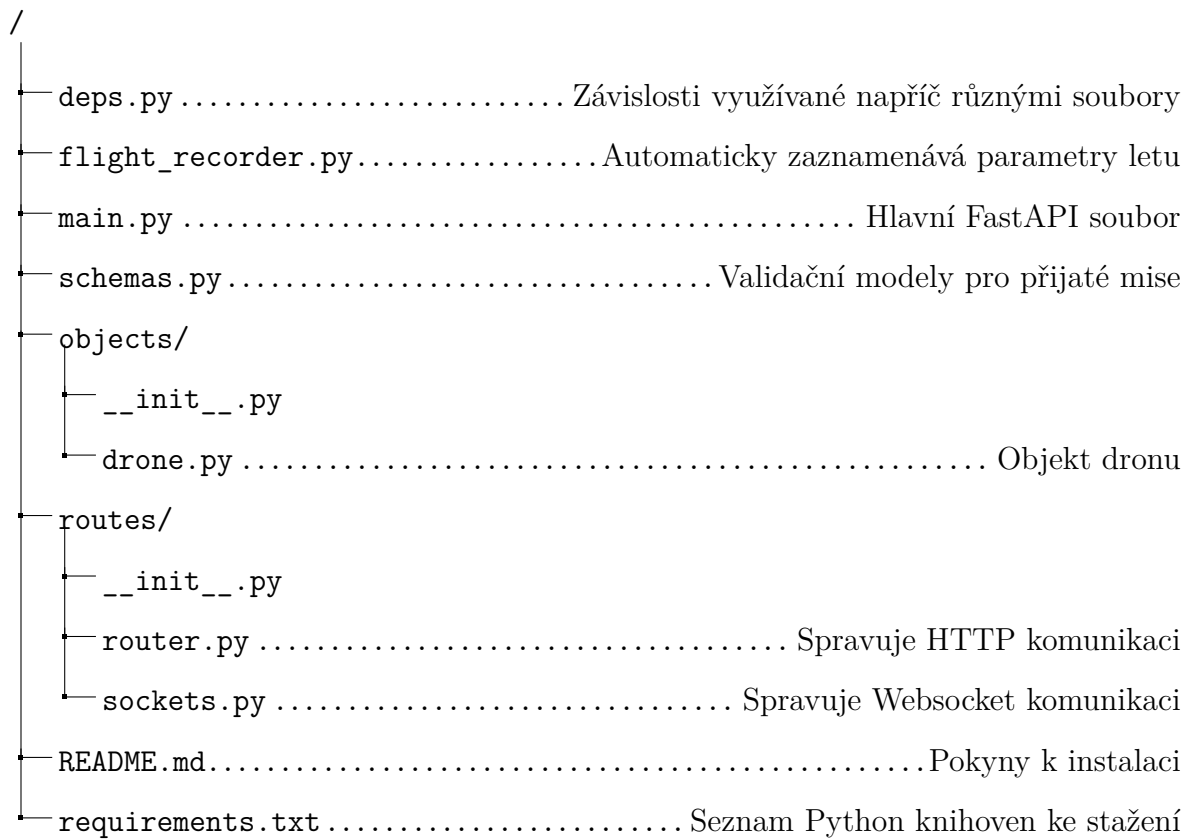 /
deps.py .......................... Závislosti využívané napříč různými soubory
flight_recorder.py................. Automaticky zaznamenává parametry letu
main.py ............................................... Hlavní FastAPI soubor
schemas.py.................................. Validační modely pro přijaté mise
objects/
__init__.py
drone.py .................................................... Objekt dronu
routes/
__init__.py
router.py ..................................... Spravuje HTTP komunikaci
sockets.py ................................ Spravuje Websocket komunikaci
README.md..................................................Pokyny k instalaci
requirements.txt ......................... Seznam Python knihoven ke stažení